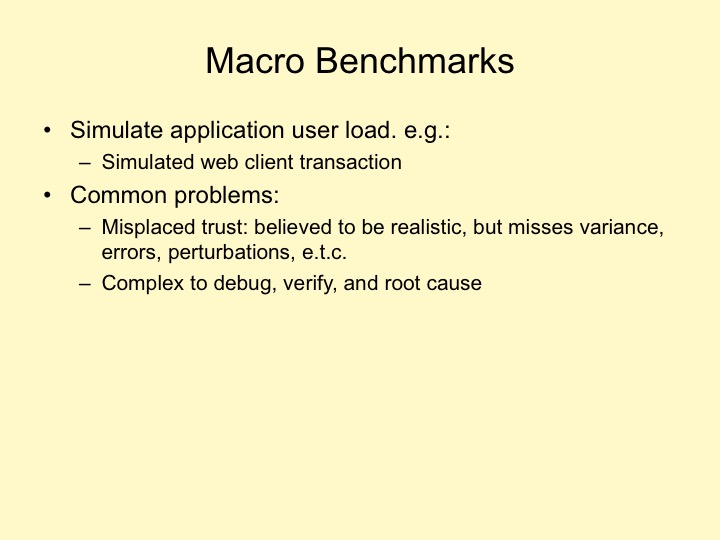 Macro Benchmarks
• Simulate application user load. e.g.:
– Simulated web client transaction
• Common problems:
– Misplaced trust: believed to be realistic, but misses variance,
errors, perturbations, e.t.c.
– Complex to debug, verify, and root cause